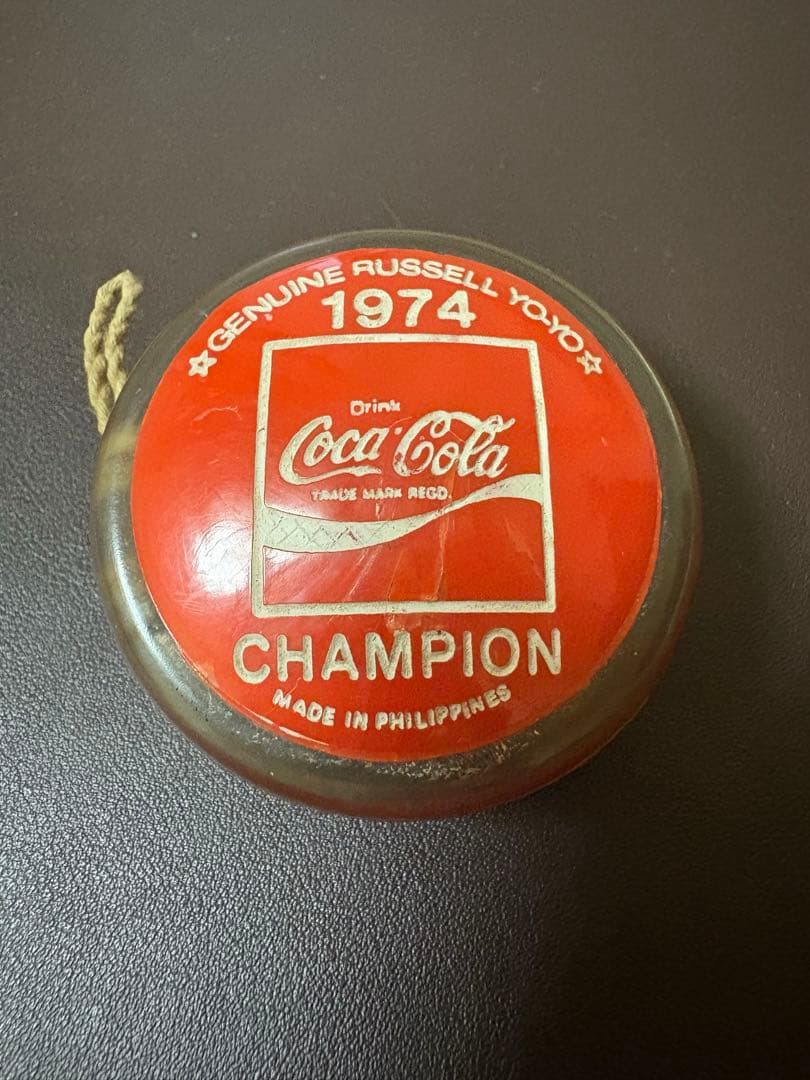 ☆GENUINE RUSSELL YO-YO☆
1974
Drink
Coca-Cola
TRADE MARK REGD.
CHAMPION
MADE IN PHILIPPINES